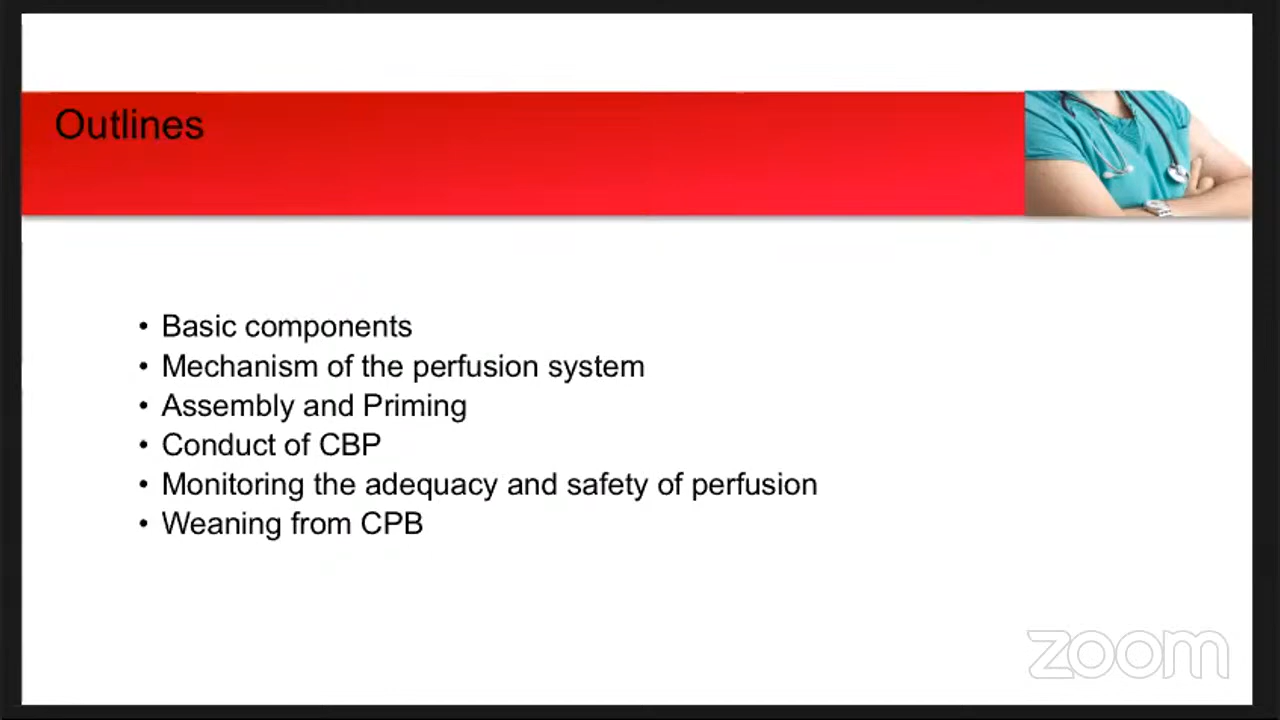 Outlines
• Basic components
• Mechanism of the perfusion system
• Assembly and Priming
• Conduct of CBP
• Monitoring the adequacy and safety of perfusion
• Weaning from CPB
zoom